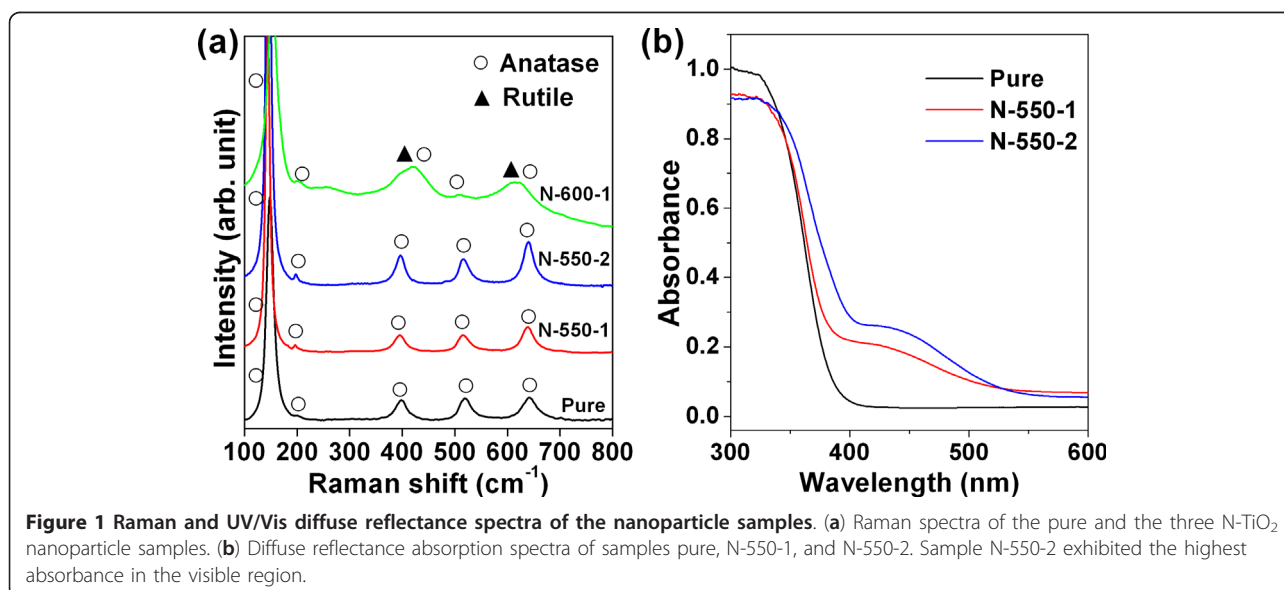 (a)
○ Anatase
▲ Rutile
N-600-1
N-550-2
N-550-1
Pure
Intensity (arb. unit)
100 200 300 400 500 600 700 800
Raman shift (cm⁻¹)
(b)
Pure
N-550-1
N-550-2
1.0
0.8
0.6
0.4
0.2
0.0
Absorbance
300 400 500 600
Wavelength (nm)
Figure 1 Raman and UV/Vis diffuse reflectance spectra of the nanoparticle samples. (a) Raman spectra of the pure and the three N-TiO₂
nanoparticle samples. (b) Diffuse reflectance absorption spectra of samples pure, N-550-1, and N-550-2. Sample N-550-2 exhibited the highest
absorbance in the visible region.